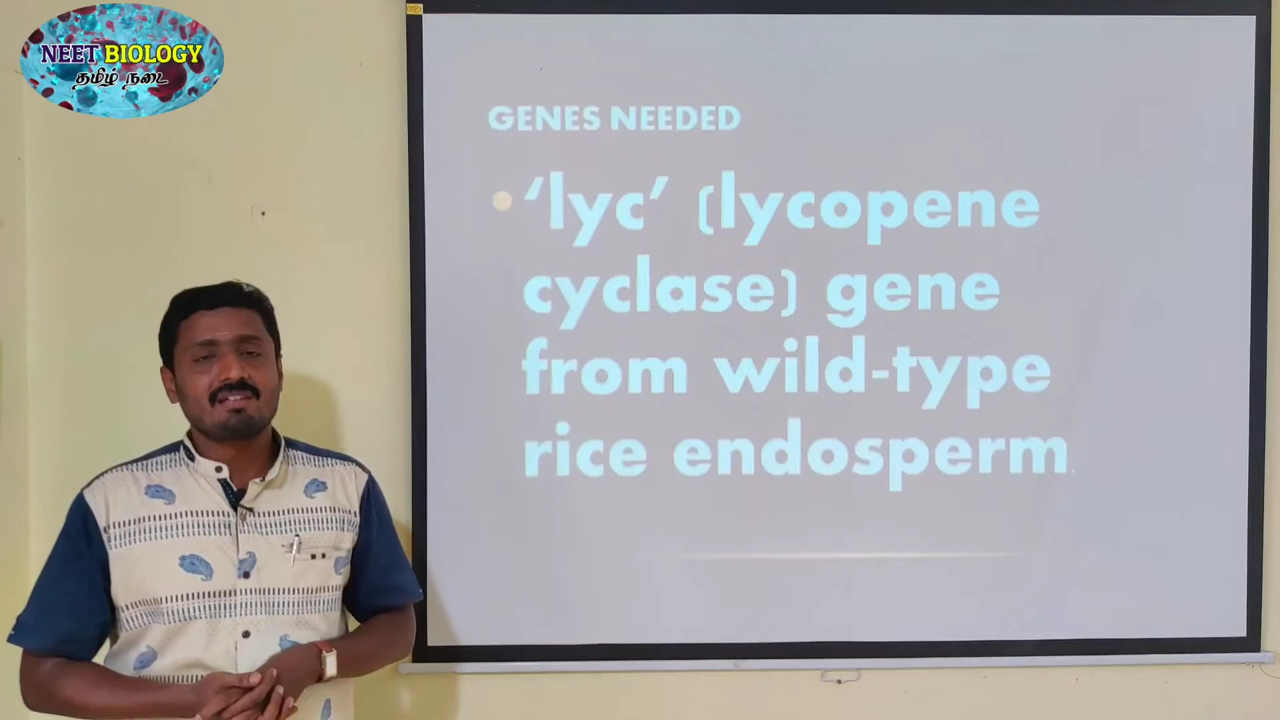 NEET BIOLOGY
தமிழ் நடை
GENES NEEDED
‘lyc’ (lycopene
cyclase) gene
from wild-type
rice endosperm.